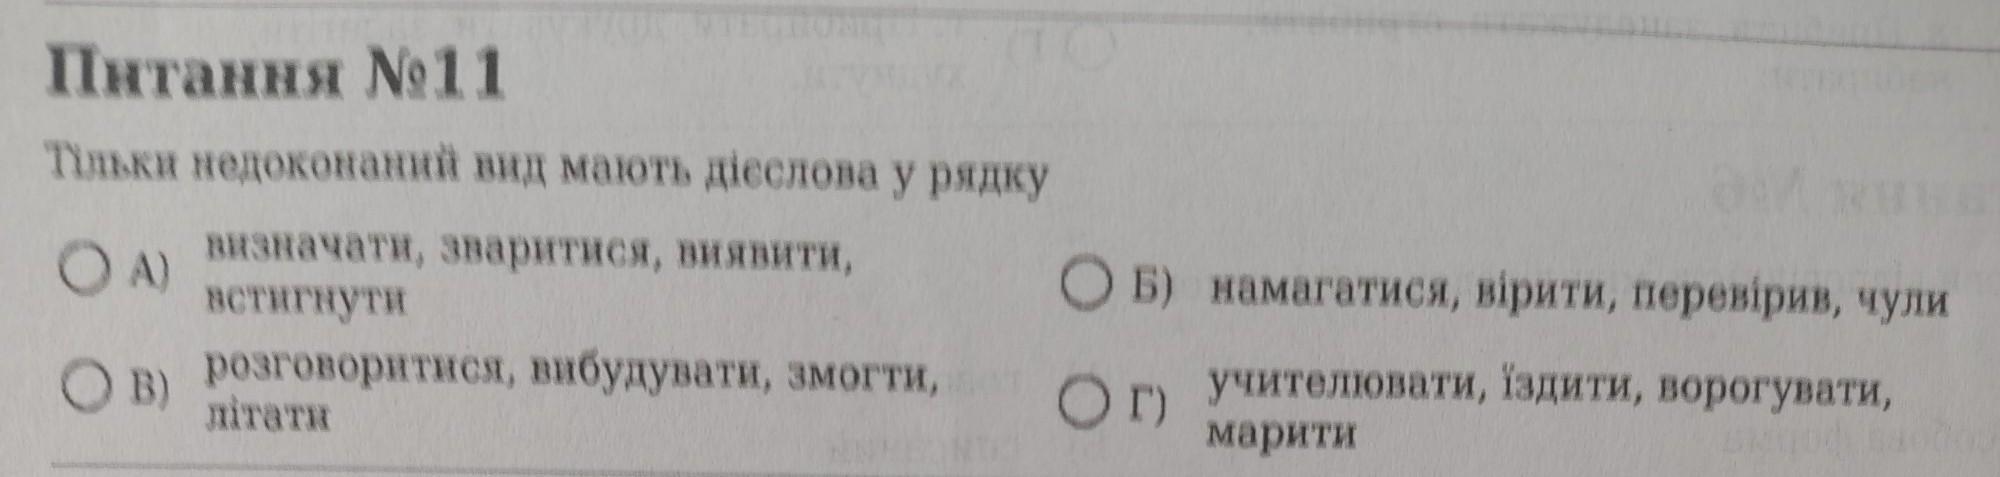 Питання №11
Тільки недоконаний вид мають дієслова у рядку
А) визначати, зваритися, виявити,
встигнути
Б) намагатися, вірити, перевірив, чули
В) розговоритися, вибудувати, змогти,
літати
Г) учителювати, їздити, ворогувати,
марити